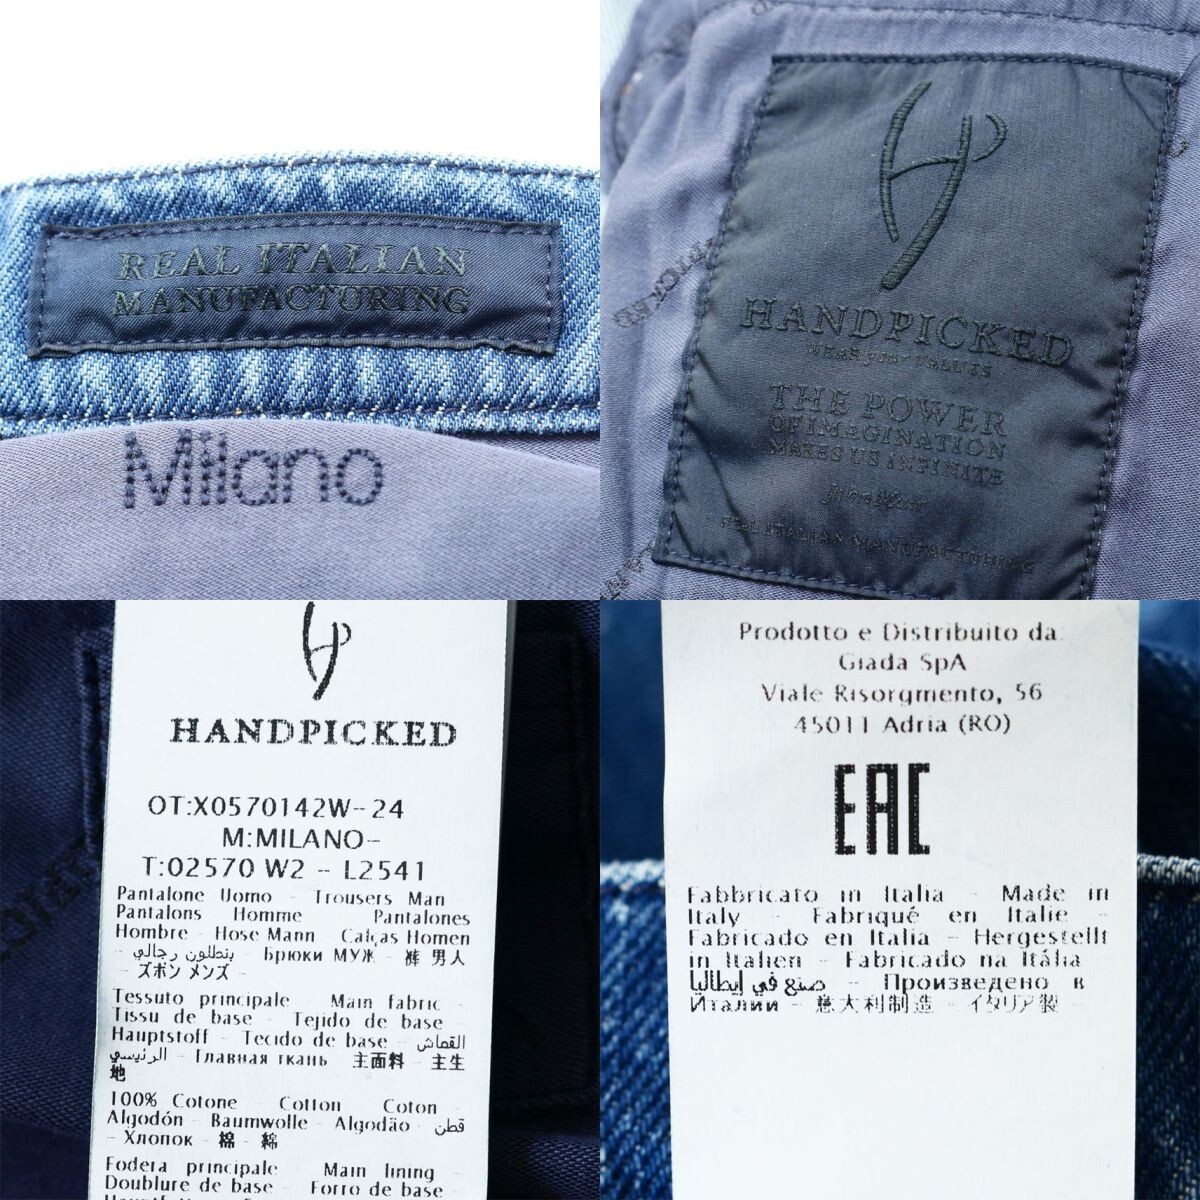 REAL ITALIAN
MANUFACTURING
Milano
HANDPICKED
WEAR YOUR VALUES
THE POWER
OF IMAGINATION
MAKES US INFINITE
John Muir
REAL ITALIAN MANUFACTURING
HANDPICKED
OT:X0570142W-24
M:MILANO-
T:02570 W2 - L2541
Pantalone Uomo - Trousers Man -
Pantalons Homme - Pantalones
Hombre - Hose Mann - Calças Homen
- بنطلون رجالي - Брюки МУЖ - 裤 男人
- ズボン メンズ -
Tessuto principale - Main fabric -
Tissu de base - Tejido de base -
Hauptstoff - Tecido de base - القماش
الرئيسي - Главная ткань - 主面料 - 主生
地
100% Cotone - Cotton - Coton -
Algodón - Baumwolle - Algodão - قطن
- Хлопок - 棉 - 綿
Fodera principale - Main lining -
Doublure de base - Forro de base -
Prodotto e Distribuito da:
Giada SpA
Viale Risorgmento, 56
45011 Adria (RO)
EAC
Fabbricato in Italia - Made in
Italy - Fabriqué en Italie -
Fabricado en Italia - Hergestellt
in Italien - Fabricado na Itália -
صنع في إيطاليا - Произведено в
Италии - 意大利制造 - イタリア製